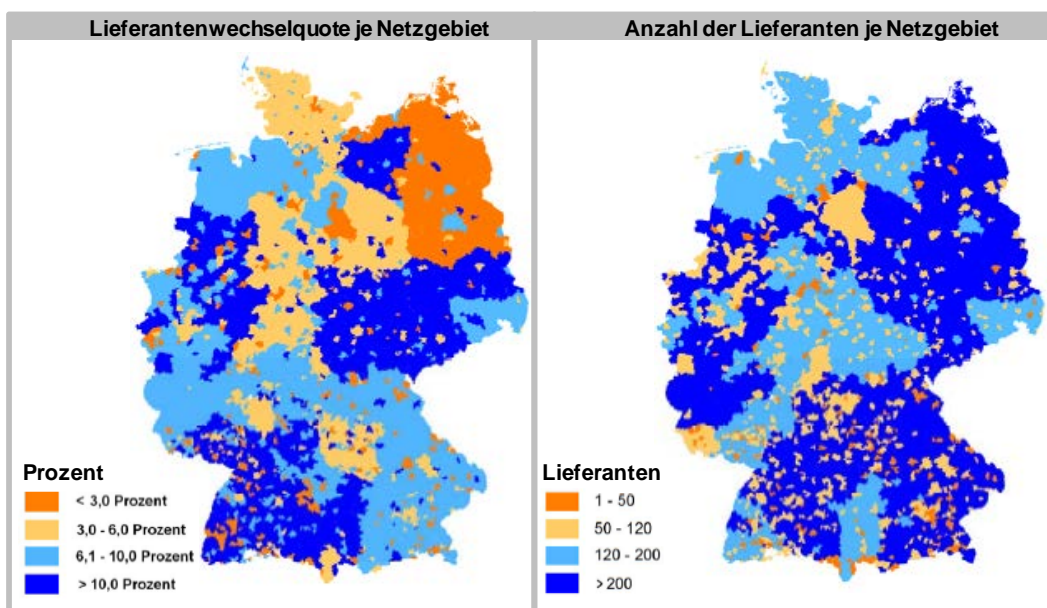 Lieferantenwechselquote je Netzgebiet
Anzahl der Lieferanten je Netzgebiet
Prozent
< 3,0 Prozent
3,0 - 6,0 Prozent
6,1 - 10,0 Prozent
> 10,0 Prozent
Lieferanten
1 - 50
50 - 120
120 - 200
>200